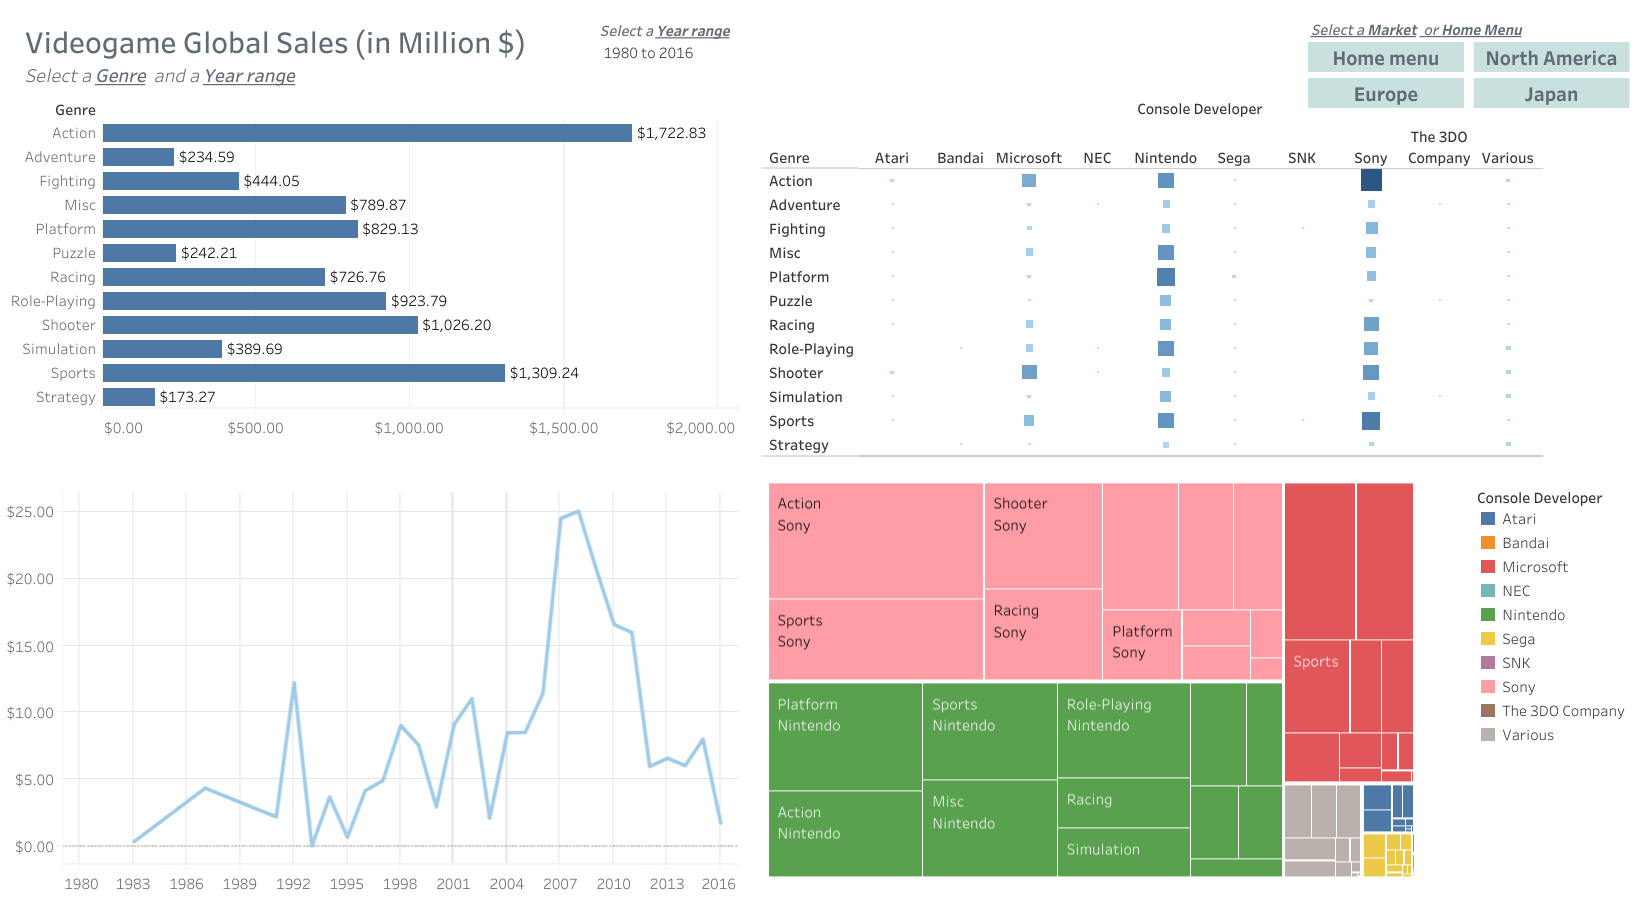 Videogame Global Sales (in Million $)
Select a Genre and a Year range
Select a Year range
1980 to 2016
Select a Market or Home Menu
Home menu
North America
Europe
Japan
Genre
Action
$1,722.83
Adventure
$234.59
Fighting
$444.05
Misc
$789.87
Platform
$829.13
Puzzle
$242.21
Racing
$726.76
Role-Playing
$923.79
Shooter
$1,026.20
Simulation
$389.69
Sports
$1,309.24
Strategy
$173.27
$0.00
$500.00
$1,000.00
$1,500.00
$2,000.00
Console Developer
Genre
Atari
Bandai
Microsoft
NEC
Nintendo
Sega
SNK
Sony
The 3DO
Company
Various
Action
Adventure
Fighting
Misc
Platform
Puzzle
Racing
Role-Playing
Shooter
Simulation
Sports
Strategy
$25.00
$20.00
$15.00
$10.00
$5.00
$0.00
1980
1983
1986
1989
1992
1995
1998
2001
2004
2007
2010
2013
2016
Action
Sony
Shooter
Sony
Sports
Sony
Racing
Sony
Platform
Sony
Sports
Platform
Nintendo
Sports
Nintendo
Role-Playing
Nintendo
Action
Nintendo
Misc
Nintendo
Racing
Simulation
Console Developer
Atari
Bandai
Microsoft
NEC
Nintendo
Sega
SNK
Sony
The 3DO Company
Various